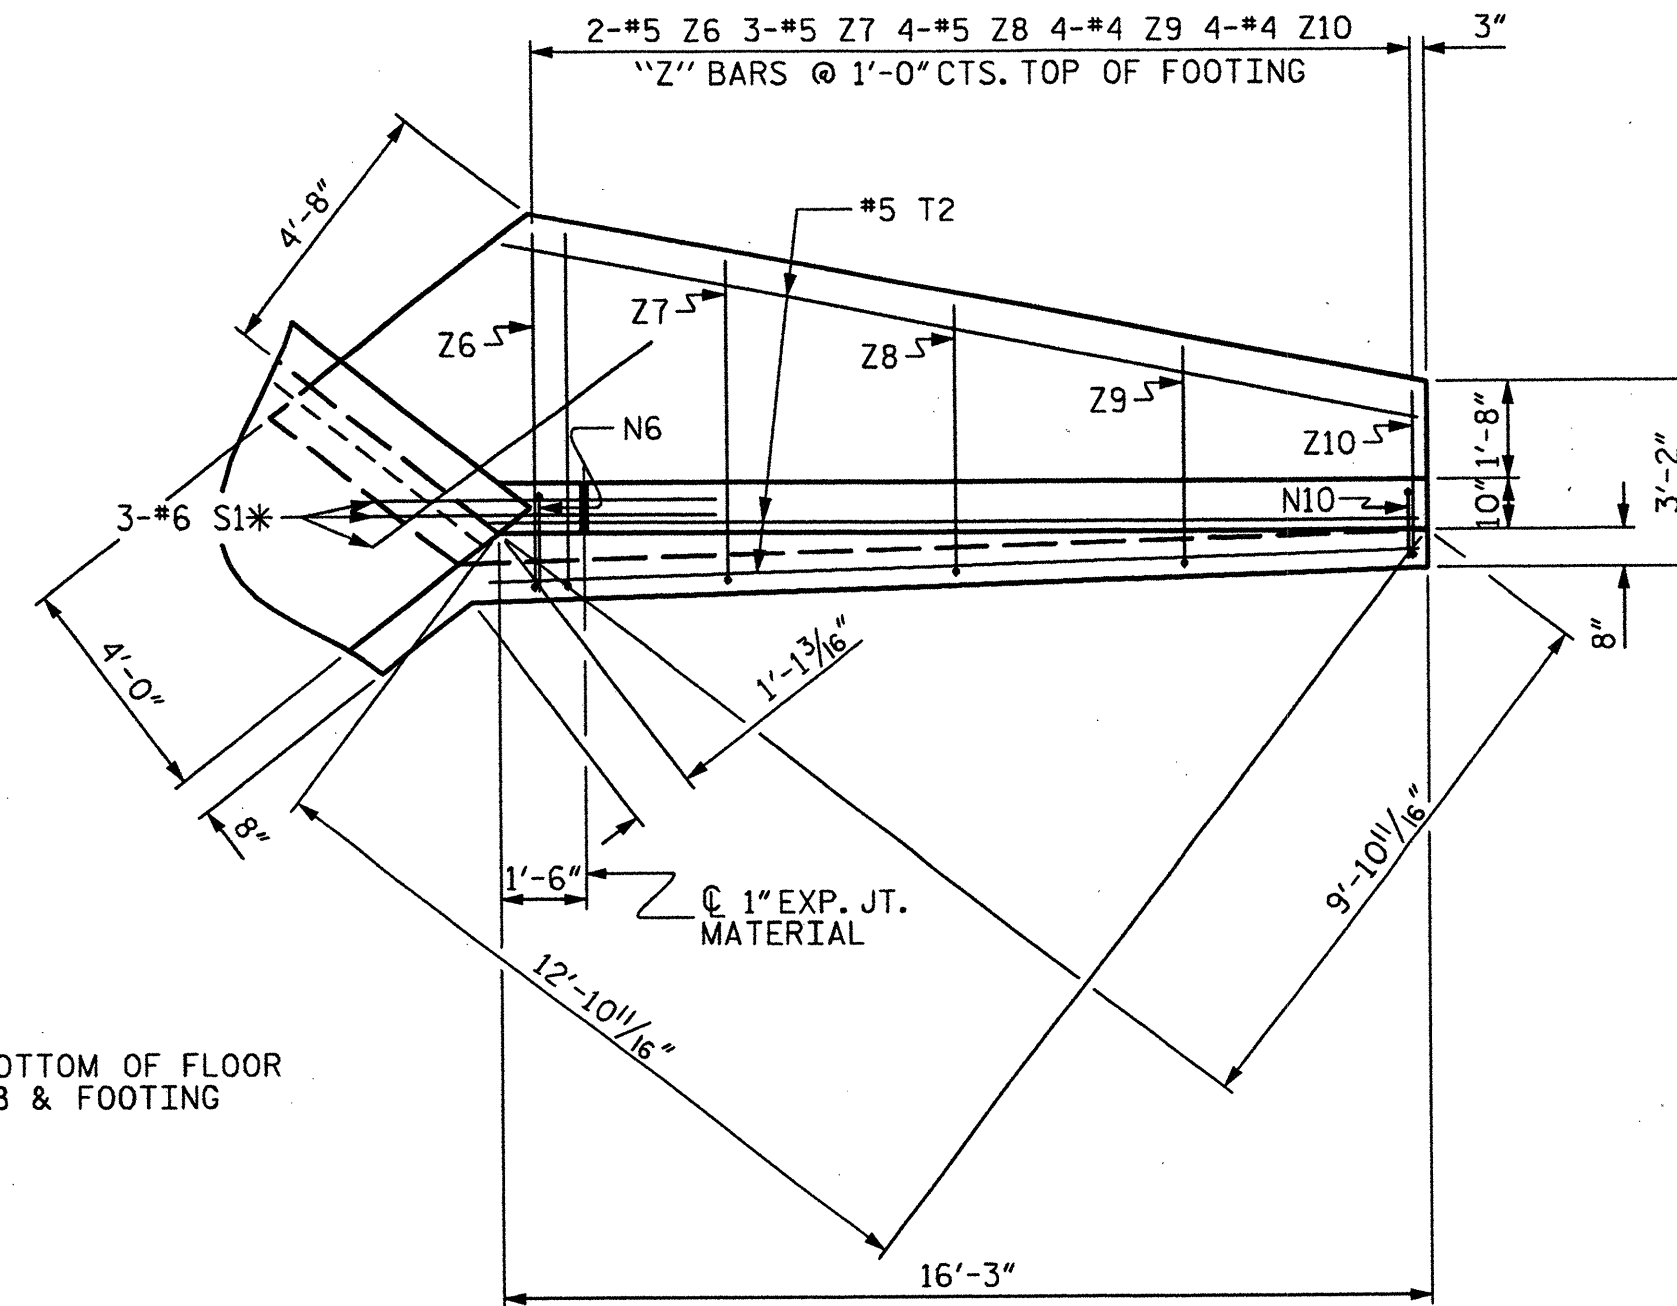 2-#5 Z6 3-#5 Z7 4-#5 Z8 4-#4 Z9 4-#4 Z10
3"
"Z" BARS @ 1'-0" CTS. TOP OF FOOTING
4'-8"
#5 T2
Z7
Z6
Z8
Z9
Z10
N6
N10
1'-8"
10"
3'-2"
8"
3-#6 S1*
4'-0"
8"
1'-1 3/16"
1'-6"
℄ 1" EXP. JT.
MATERIAL
9'-10 11/16"
12'-10 11/16"
OTTOM OF FLOOR
B & FOOTING
16'-3"